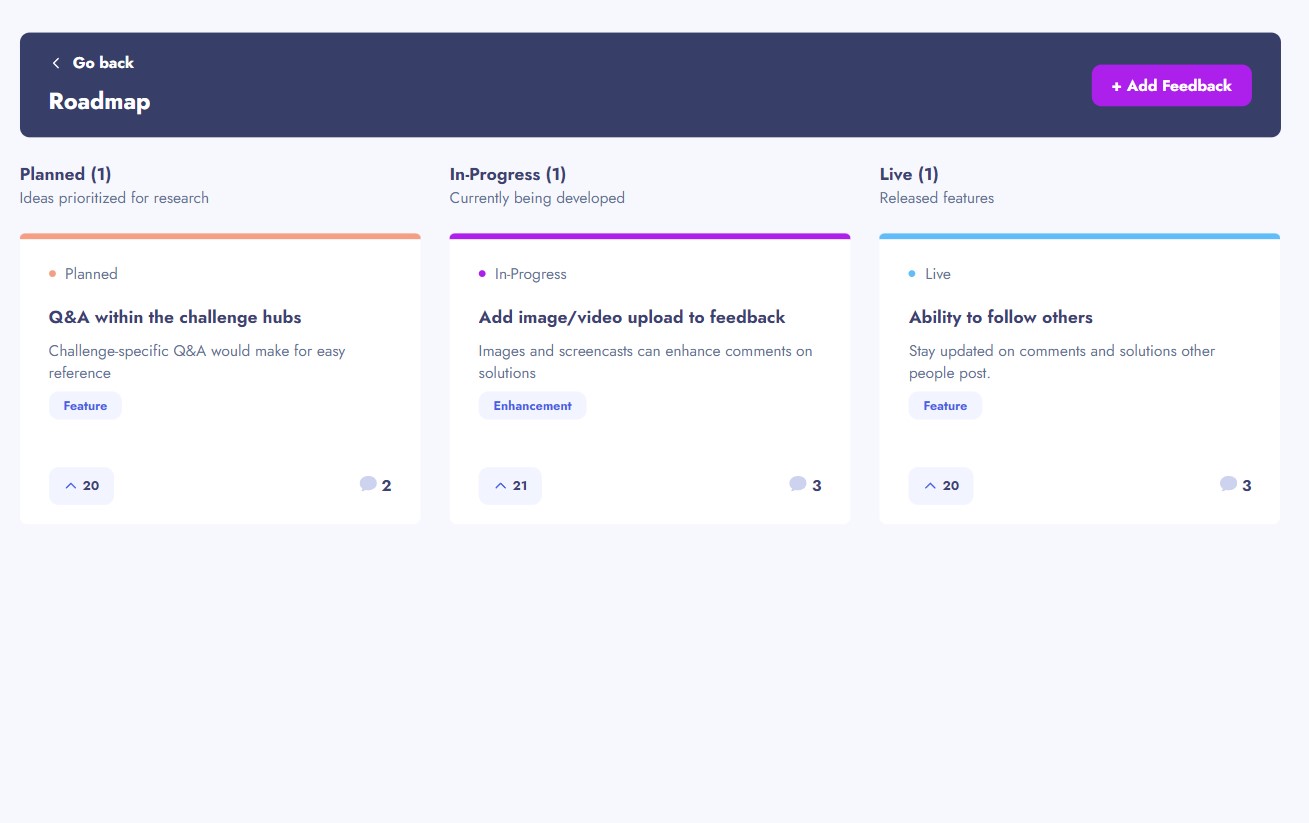 Go back
Roadmap
+ Add Feedback
Planned (1)
Ideas prioritized for research
In-Progress (1)
Currently being developed
Live (1)
Released features
Planned
Q&A within the challenge hubs
Challenge-specific Q&A would make for easy
reference
Feature
20
2
In-Progress
Add image/video upload to feedback
Images and screencasts can enhance comments on
solutions
Enhancement
21
3
Live
Ability to follow others
Stay updated on comments and solutions other
people post.
Feature
20
3